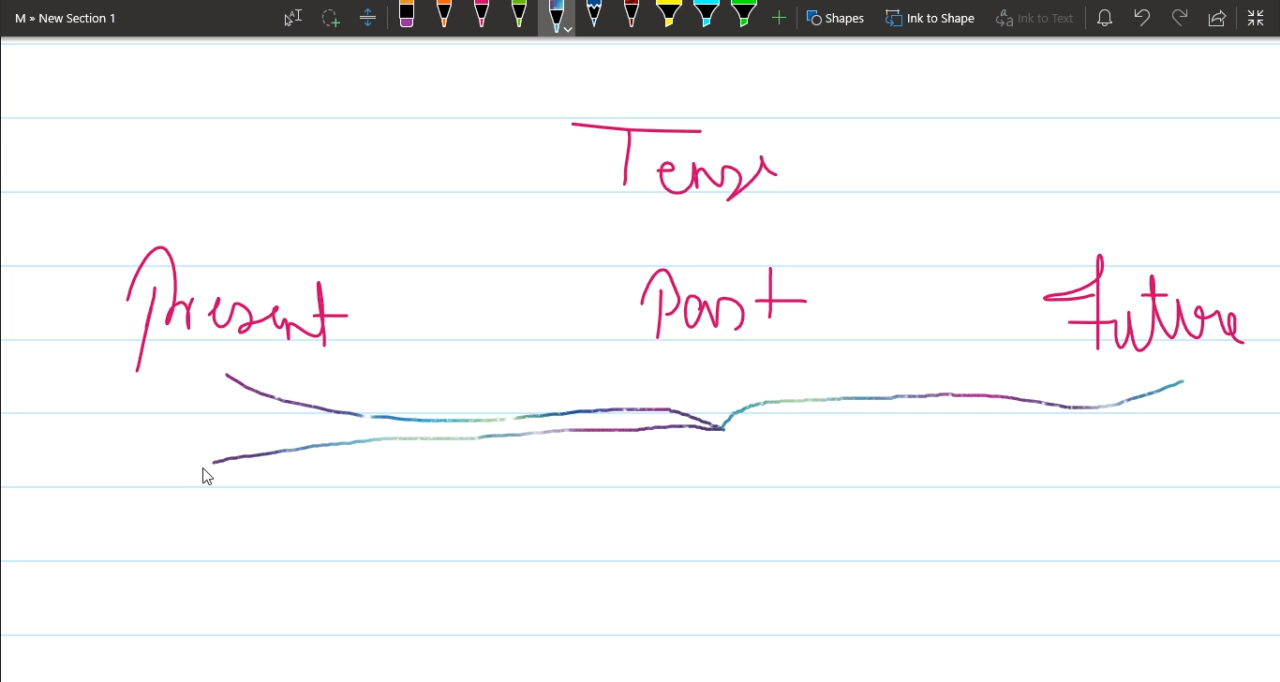 M » New Section 1
Shapes
Ink to Shape
Ink to Text
Tense
Present Past Future